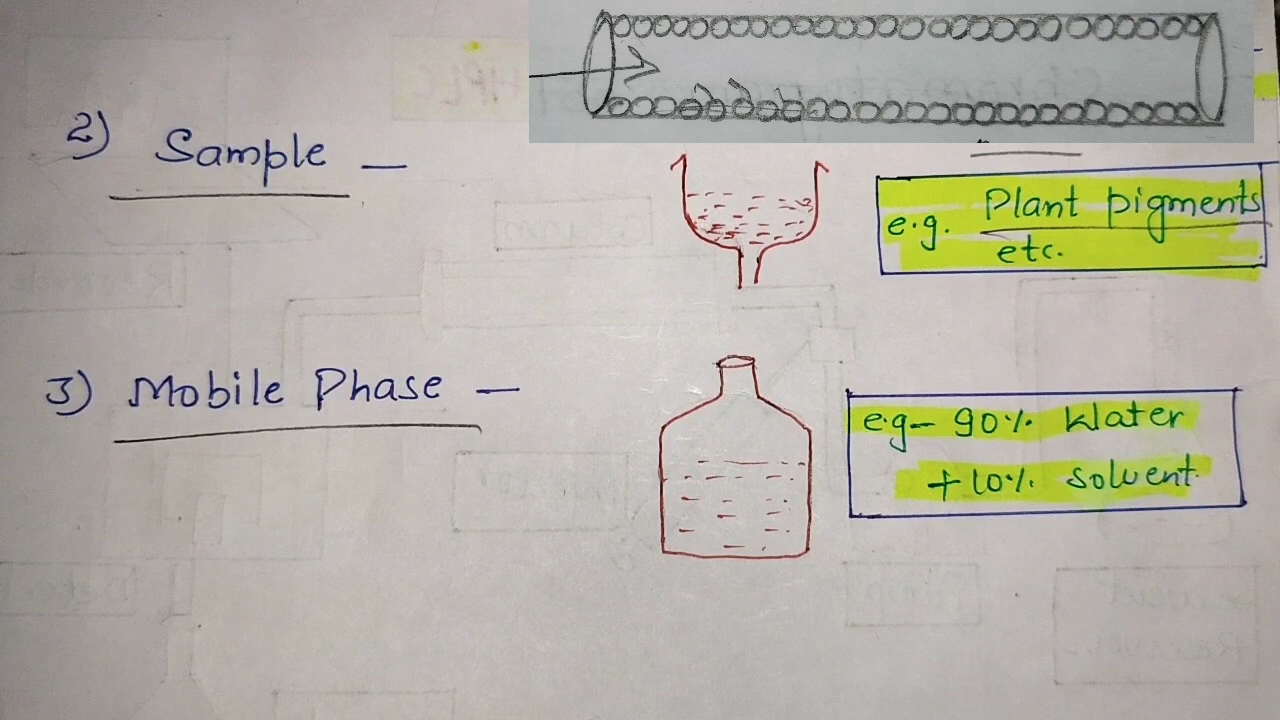 2) Sample –
e.g. Plant pigments
etc.
3) Mobile Phase –
e.g– 90% Water
+10% solvent.